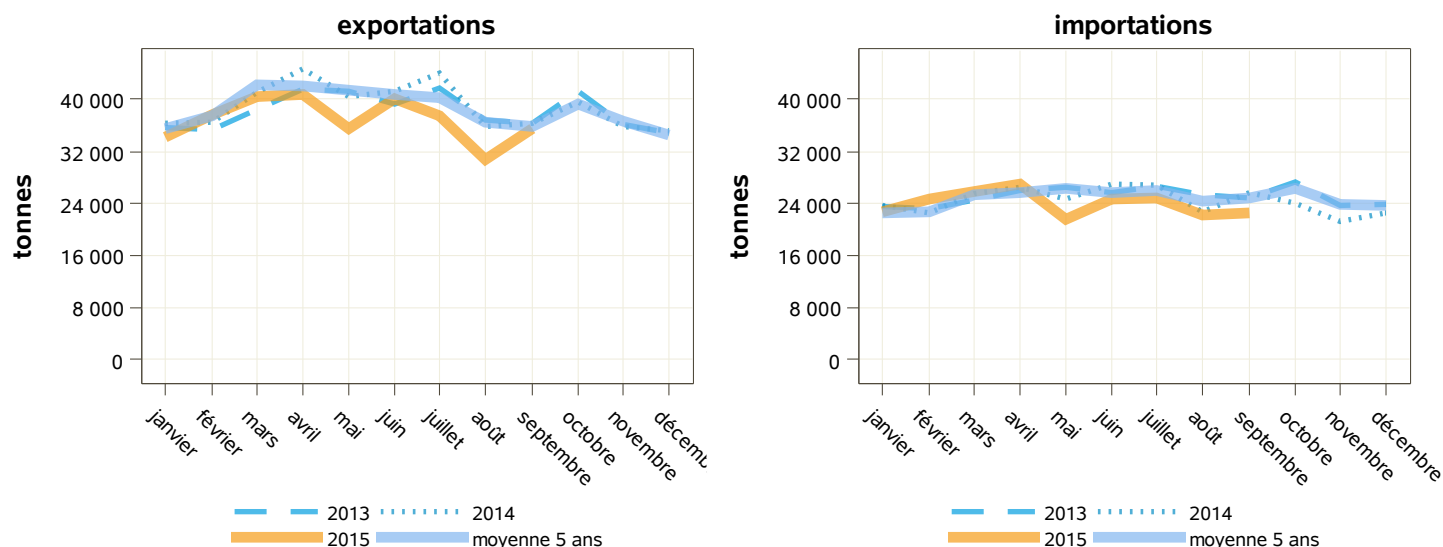 exportations
tonnes
40 000
32 000
24 000
16 000
8 000
0
janvier
février
mars
avril
mai
juin
juillet
août
septembre
octobre
novembre
décemb
2013
2014
2015
moyenne 5 ans
importations
tonnes
40 000
32 000
24 000
16 000
8 000
0
janvier
février
mars
avril
mai
juin
juillet
août
septembre
octobre
novembre
décembre
2013
2014
2015
moyenne 5 ans